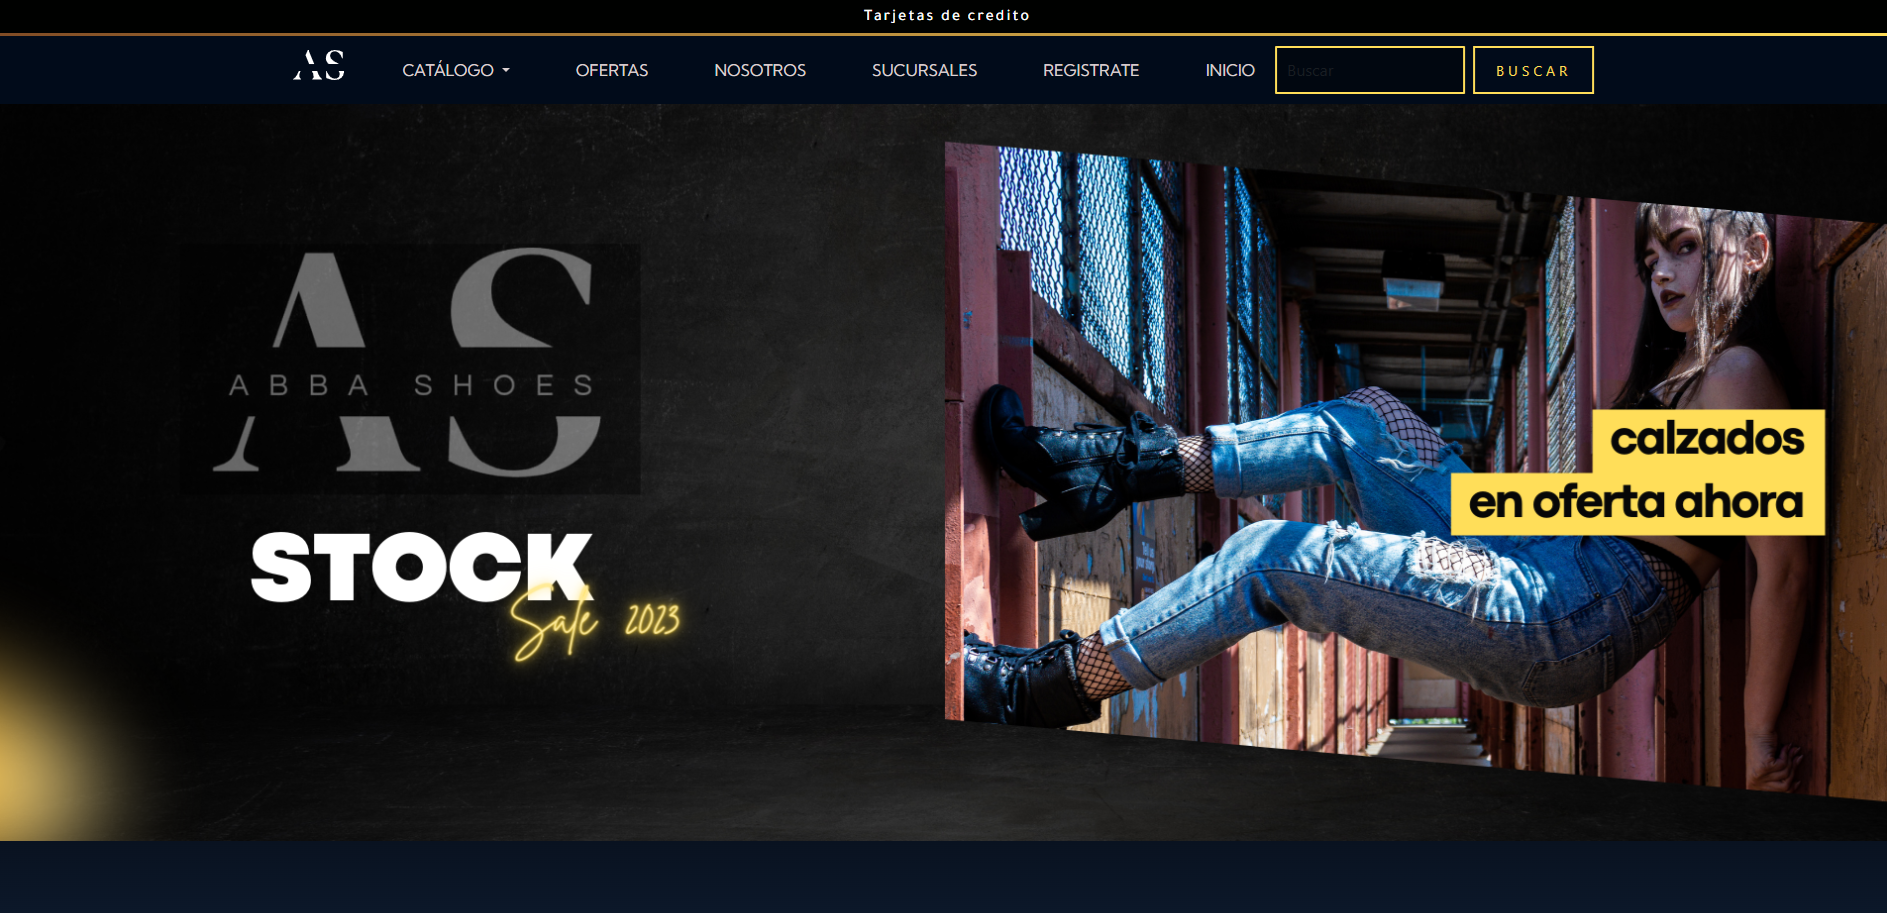 Tarjetas de credito
AS
CATÁLOGO
OFERTAS
NOSOTROS
SUCURSALES
REGISTRATE
INICIO
Buscar
BUSCAR
AS
ABBA SHOES
STOCK
Sale 2023
calzados
en oferta ahora